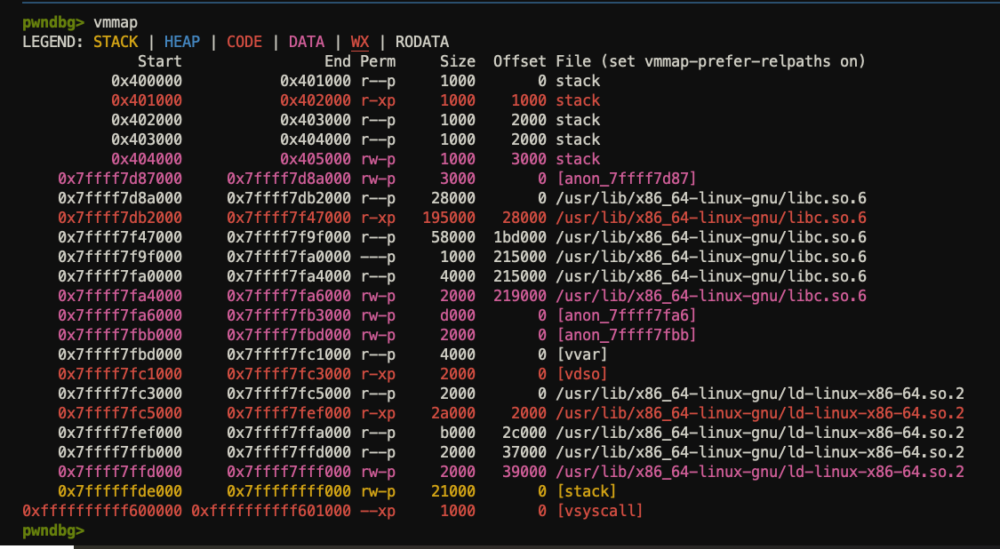 pwndbg> vmmap
LEGEND: STACK | HEAP | CODE | DATA | WX | RODATA
Start End Perm Size Offset File (set vmmap-prefer-relpaths on)
0x400000 0x401000 r--p 1000 0 stack
0x401000 0x402000 r-xp 1000 1000 stack
0x402000 0x403000 r--p 1000 2000 stack
0x403000 0x404000 r--p 1000 2000 stack
0x404000 0x405000 rw-p 1000 3000 stack
0x7ffff7d87000 0x7ffff7d8a000 rw-p 3000 0 [anon_7ffff7d87]
0x7ffff7d8a000 0x7ffff7db2000 r--p 28000 0 /usr/lib/x86_64-linux-gnu/libc.so.6
0x7ffff7db2000 0x7ffff7f47000 r-xp 195000 28000 /usr/lib/x86_64-linux-gnu/libc.so.6
0x7ffff7f47000 0x7ffff7f9f000 r--p 58000 1bd000 /usr/lib/x86_64-linux-gnu/libc.so.6
0x7ffff7f9f000 0x7ffff7fa0000 ---p 1000 215000 /usr/lib/x86_64-linux-gnu/libc.so.6
0x7ffff7fa0000 0x7ffff7fa4000 r--p 4000 215000 /usr/lib/x86_64-linux-gnu/libc.so.6
0x7ffff7fa4000 0x7ffff7fa6000 rw-p 2000 219000 /usr/lib/x86_64-linux-gnu/libc.so.6
0x7ffff7fa6000 0x7ffff7fb3000 rw-p d000 0 [anon_7ffff7fa6]
0x7ffff7fbb000 0x7ffff7fbd000 rw-p 2000 0 [anon_7ffff7fbb]
0x7ffff7fbd000 0x7ffff7fc1000 r--p 4000 0 [vvar]
0x7ffff7fc1000 0x7ffff7fc3000 r-xp 2000 0 [vdso]
0x7ffff7fc3000 0x7ffff7fc5000 r--p 2000 0 /usr/lib/x86_64-linux-gnu/ld-linux-x86-64.so.2
0x7ffff7fc5000 0x7ffff7fef000 r-xp 2a000 2000 /usr/lib/x86_64-linux-gnu/ld-linux-x86-64.so.2
0x7ffff7fef000 0x7ffff7ffa000 r--p b000 2c000 /usr/lib/x86_64-linux-gnu/ld-linux-x86-64.so.2
0x7ffff7ffb000 0x7ffff7ffd000 r--p 2000 37000 /usr/lib/x86_64-linux-gnu/ld-linux-x86-64.so.2
0x7ffff7ffd000 0x7ffff7fff000 rw-p 2000 39000 /usr/lib/x86_64-linux-gnu/ld-linux-x86-64.so.2
0x7ffffffde000 0x7ffffffff000 rw-p 21000 0 [stack]
0xffffffffff600000 0xffffffffff601000 --xp 1000 0 [vsyscall]
pwndbg>